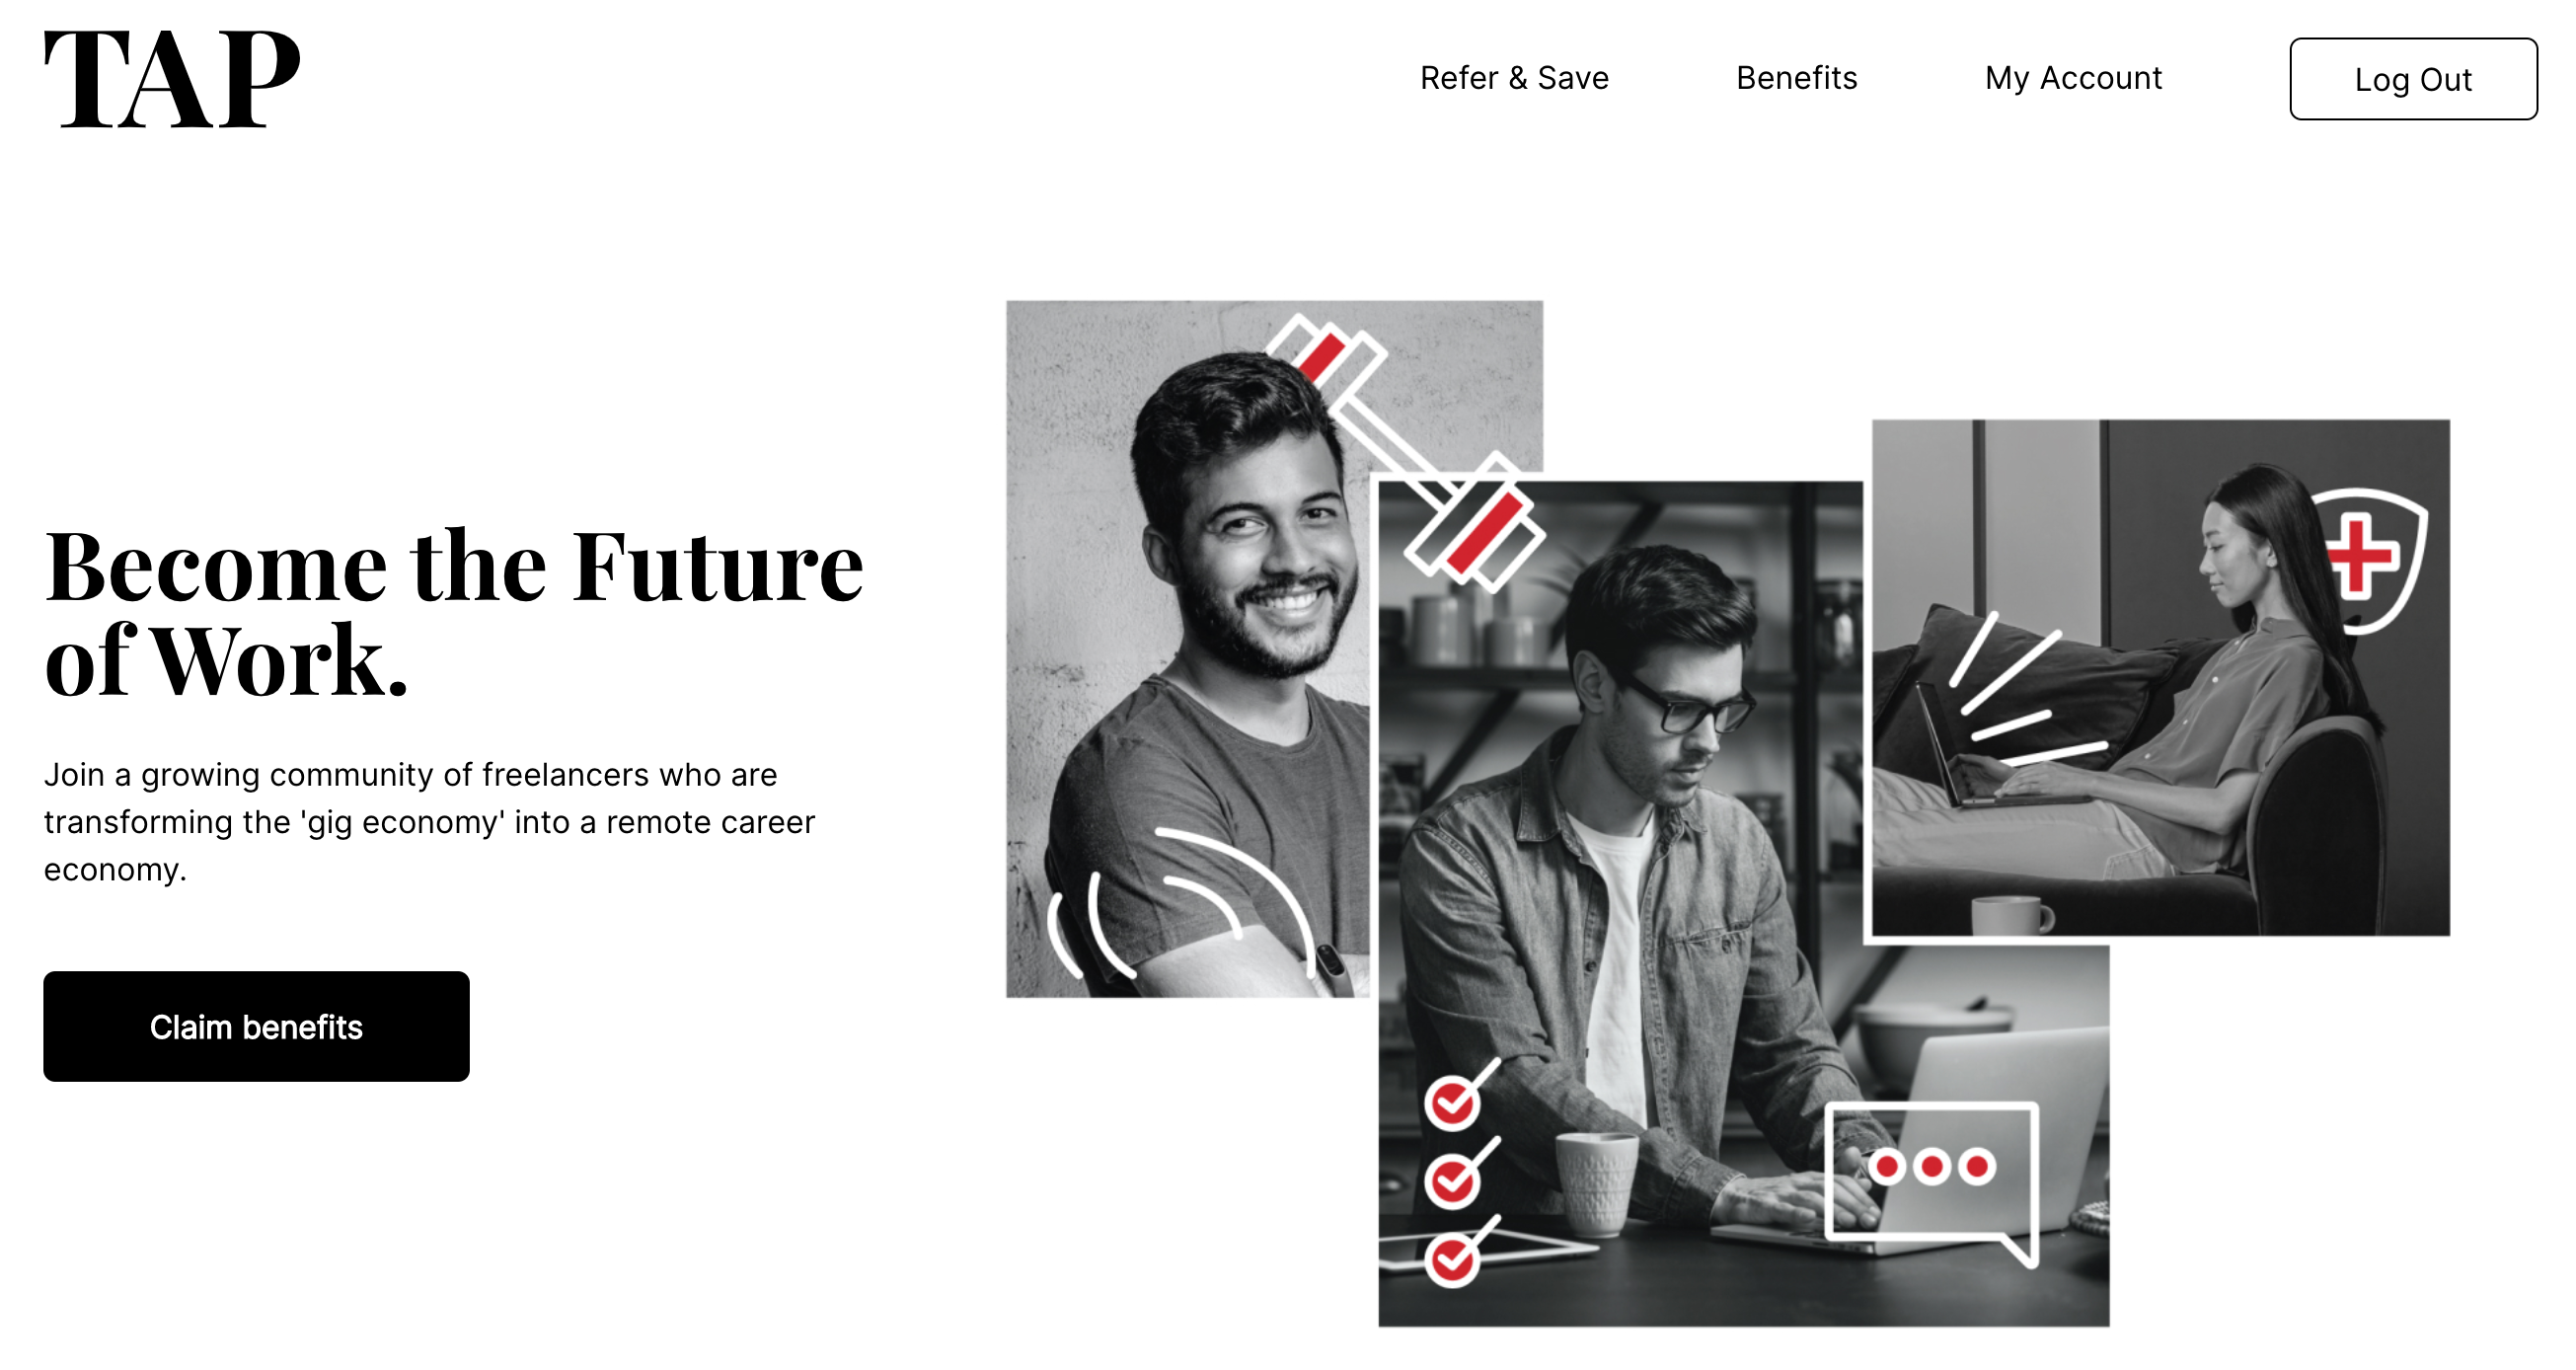 TAP
Refer & Save
Benefits
My Account
Log Out
Become the Future
of Work.
Join a growing community of freelancers who are
transforming the 'gig economy' into a remote career
economy.
Claim benefits